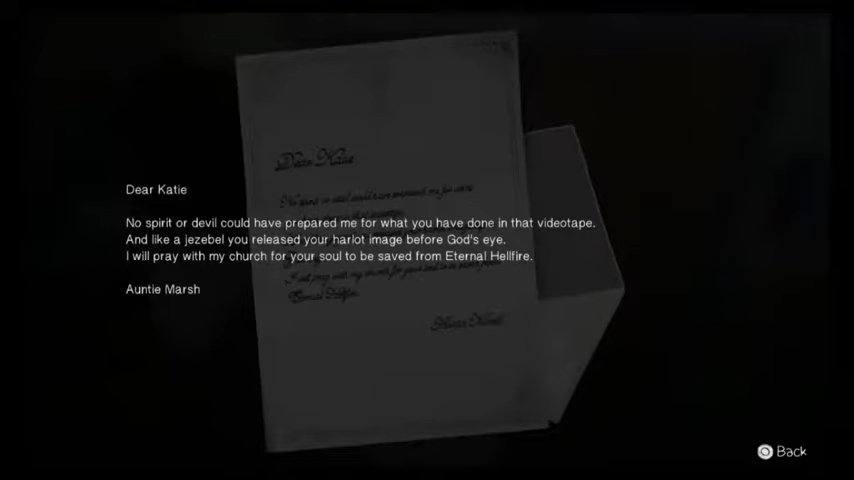 Dear Katie
Dear Katie
No spirit or devil could have prepared me for what you have done in that videotape.
And like a jezebel you released your harlot image before God's eye.
I will pray with my church for your soul to be saved from Eternal Hellfire.
Auntie Marsh
Back